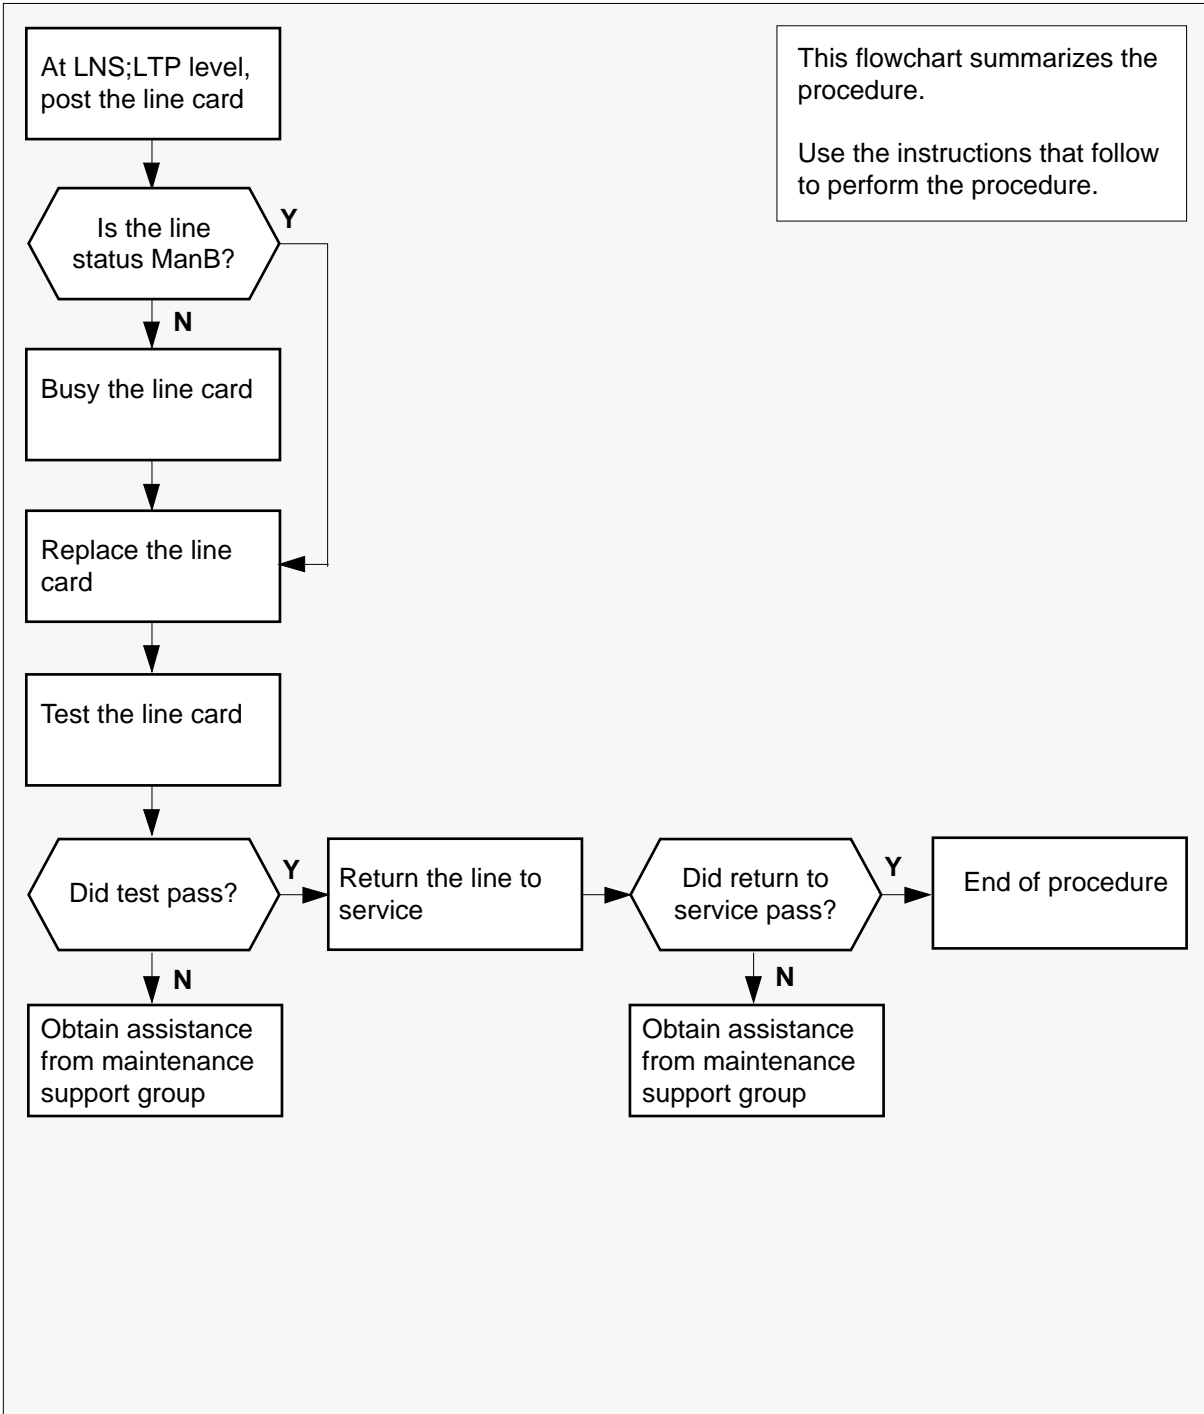 At LNS;LTP level,
post the line card
This flowchart summarizes the
procedure.
Use the instructions that follow
to perform the procedure.
Is the line
status ManB?
Y
N
Busy the line card
Replace the line
card
Test the line card
Did test pass?
Y
Return the line to
service
Did return to
service pass?
Y
End of procedure
N
Obtain assistance
from maintenance
support group
N
Obtain assistance
from maintenance
support group